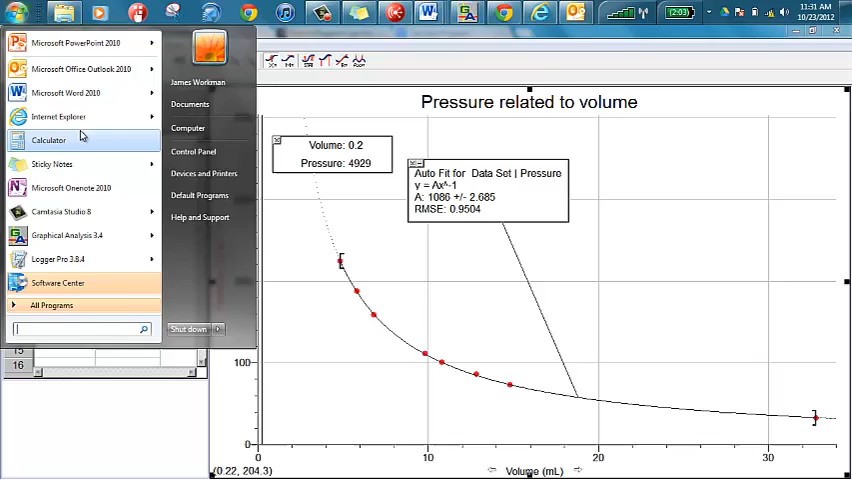 (2:03)
11:31 AM
10/23/2012
Microsoft PowerPoint 2010
Microsoft Office Outlook 2010
Microsoft Word 2010
Internet Explorer
Calculator
Sticky Notes
Microsoft Onenote 2010
Camtasia Studio 8
Graphical Analysis 3.4
Logger Pro 3.8.4
Software Center
All Programs
James Workman
Documents
Computer
Control Panel
Devices and Printers
Default Programs
Help and Support
Shut down
15
16
Pressure related to volume
Volume: 0.2
Pressure: 4929
Auto Fit for Data Set | Pressure
y = Ax^-1
A: 1086 +/- 2.685
RMSE: 0.9504
100
0
0
10
20
30
Volume (mL)
(0.22, 204.3)